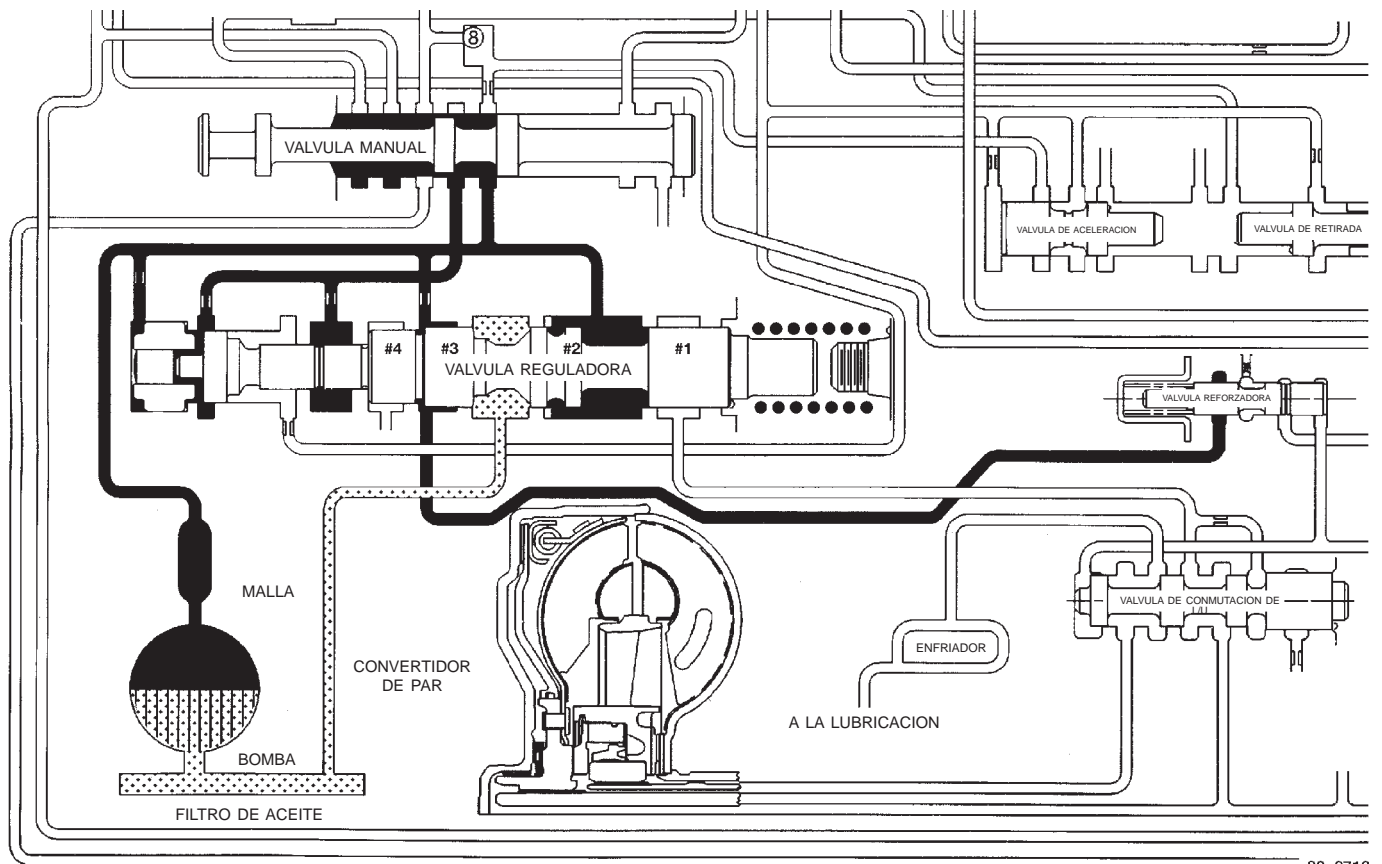 8
VALVULA MANUAL
VALVULA DE ACELERACION
VALVULA DE RETIRADA
#4
#3
#2
#1
VALVULA REGULADORA
VALVULA REFORZADORA
MALLA
VALVULA DE CONMUTACION DE
L/U
ENFRIADOR
CONVERTIDOR
DE PAR
A LA LUBRICACION
BOMBA
FILTRO DE ACEITE